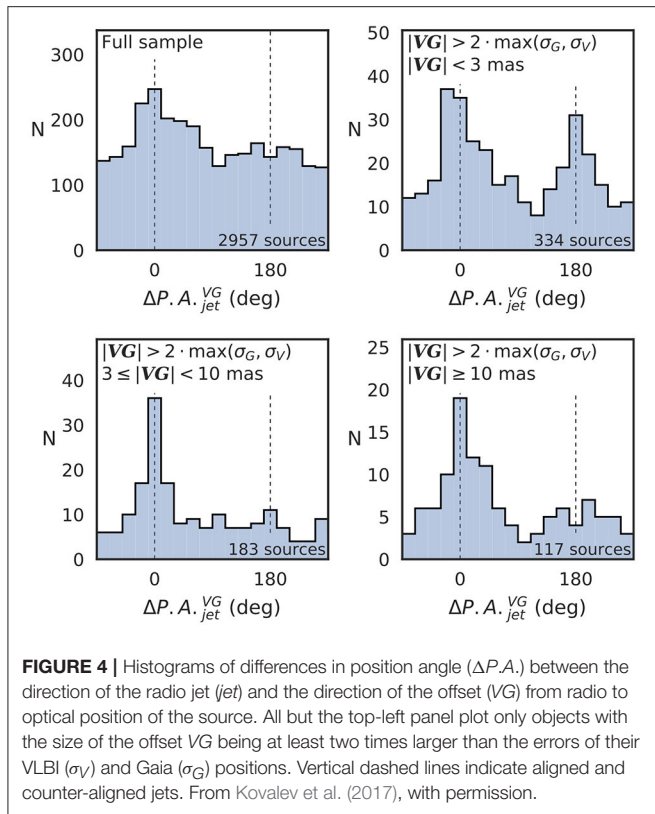 Full sample
300
200
100
0
N
2957 sources
0 180
ΔP.A.^{VG}_{jet} (deg)
|VG| > 2 · max(σ_G, σ_V)
|VG| < 3 mas
50
40
30
20
10
0
N
334 sources
0 180
ΔP.A.^{VG}_{jet} (deg)
|VG| > 2 · max(σ_G, σ_V)
3 ≤ |VG| < 10 mas
40
30
20
10
0
N
183 sources
0 180
ΔP.A.^{VG}_{jet} (deg)
|VG| > 2 · max(σ_G, σ_V)
|VG| ≥ 10 mas
25
20
15
10
5
0
N
117 sources
0 180
ΔP.A.^{VG}_{jet} (deg)
FIGURE 4 | Histograms of differences in position angle (ΔP.A.) between the
direction of the radio jet (jet) and the direction of the offset (VG) from radio to
optical position of the source. All but the top-left panel plot only objects with
the size of the offset VG being at least two times larger than the errors of their
VLBI (σ_V) and Gaia (σ_G) positions. Vertical dashed lines indicate aligned and
counter-aligned jets. From Kovalev et al. (2017), with permission.